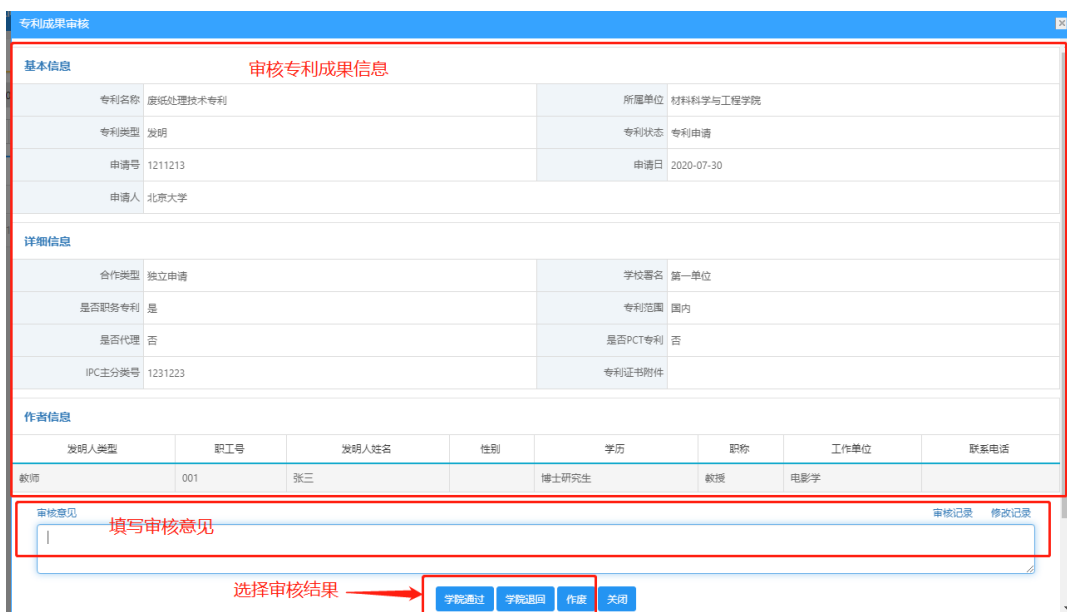 专利成果审核
基本信息
审核专利成果信息
专利名称 废纸处理技术专利 所属单位 材料科学与工程学院
专利类型 发明 专利状态 专利申请
申请号 1211213 申请日 2020-07-30
申请人 北京大学
详细信息
合作类型 独立申请 学校署名 第一单位
是否职务专利 是 专利范围 国内
是否代理 否 是否PCT专利 否
IPC主分类号 1231223 专利证书附件
作者信息
发明人类型 职工号 发明人姓名 性别 学历 职称 工作单位 联系电话
教师 001 张三 博士研究生 教授 电影学
审核意见 审核记录 修改记录
填写审核意见
选择审核结果 学院通过 学院退回 作废 关闭